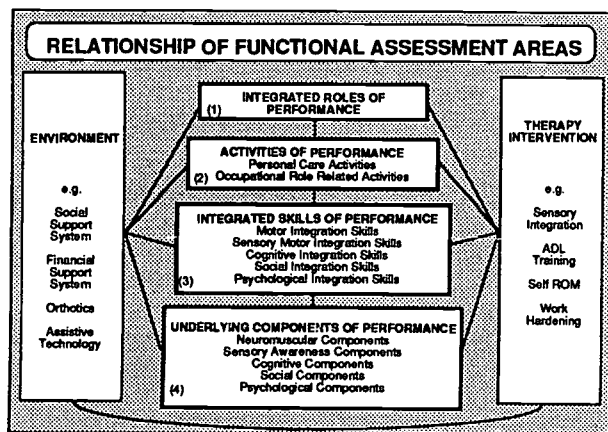 RELATIONSHIP OF FUNCTIONAL ASSESSMENT AREAS
ENVIRONMENT
e.g.
Social
Support
System
Financial
Support
System
Orthotics
Assistive
Technology
(1)
INTEGRATED ROLES OF
PERFORMANCE
ACTIVITIES OF PERFORMANCE
Personal Care Activities
(2) Occupational Role Related Activities
INTEGRATED SKILLS OF PERFORMANCE
Motor Integration Skills
Sensory Motor Integration Skills
Cognitive Integration Skills
Social Integration Skills
(3) Psychological Integration Skills
UNDERLYING COMPONENTS OF PERFORMANCE
Neuromuscular Components
Sensory Awareness Components
Cognitive Components
Social Components
(4) Psychological Components
THERAPY
INTERVENTION
e.g.
Sensory
Integration
ADL
Training
Self ROM
Work
Hardening